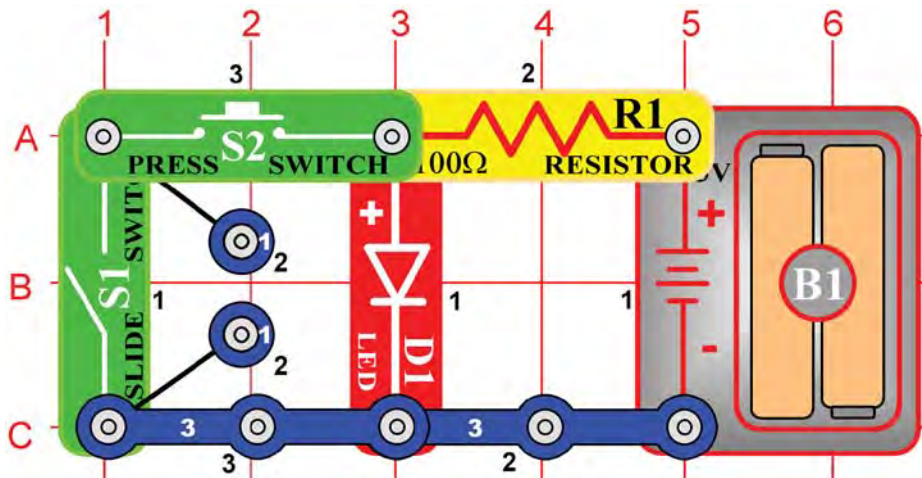 1 2 3 4 5 6
3 2
A
S2 R1
PRESS SWITCH 100Ω RESISTOR
+ +
1
2
B
S1
SLIDE
1 1 1
B1
1
2
LED D1
-
C
3 3
3 2